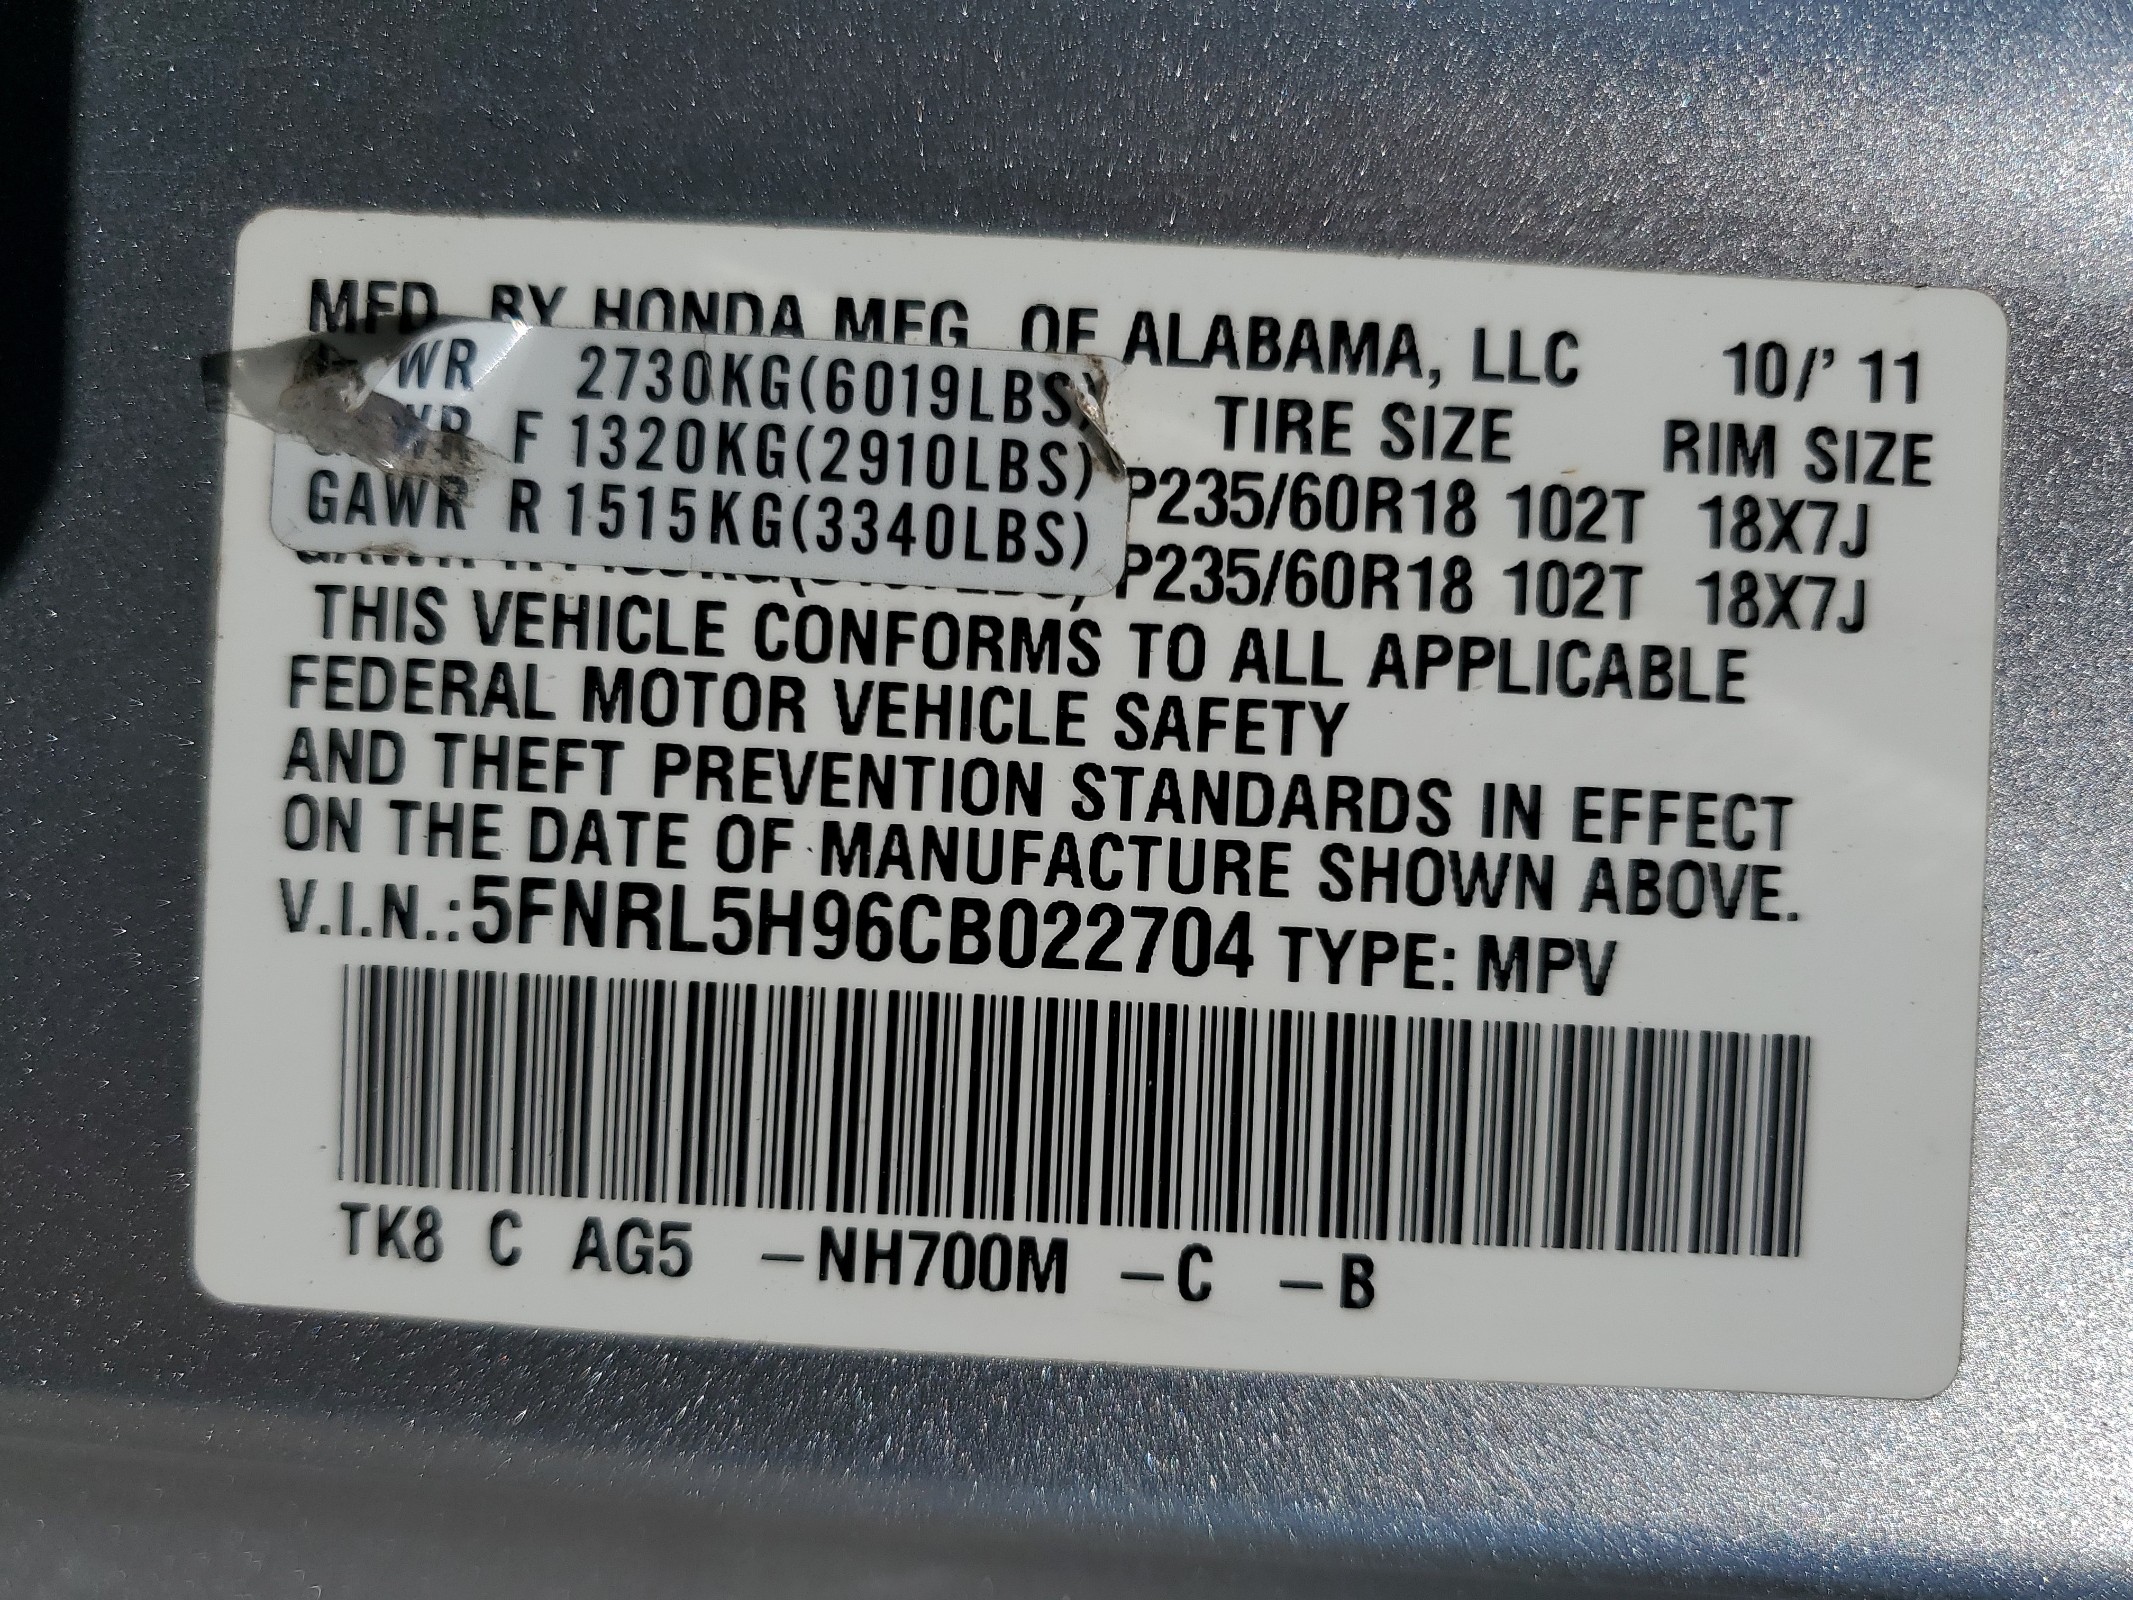 MFD. BY HONDA MFG. OF ALABAMA, LLC 10/'11
WR 2730KG(6019LBS) TIRE SIZE RIM SIZE
WR F 1320KG(2910LBS) P235/60R18 102T 18X7J
GAWR R 1515KG(3340LBS) P235/60R18 102T 18X7J
THIS VEHICLE CONFORMS TO ALL APPLICABLE
FEDERAL MOTOR VEHICLE SAFETY
AND THEFT PREVENTION STANDARDS IN EFFECT
ON THE DATE OF MANUFACTURE SHOWN ABOVE.
V.I.N.:5FNRL5H96CB022704 TYPE: MPV
TK8 C AG5 –NH700M –C –B